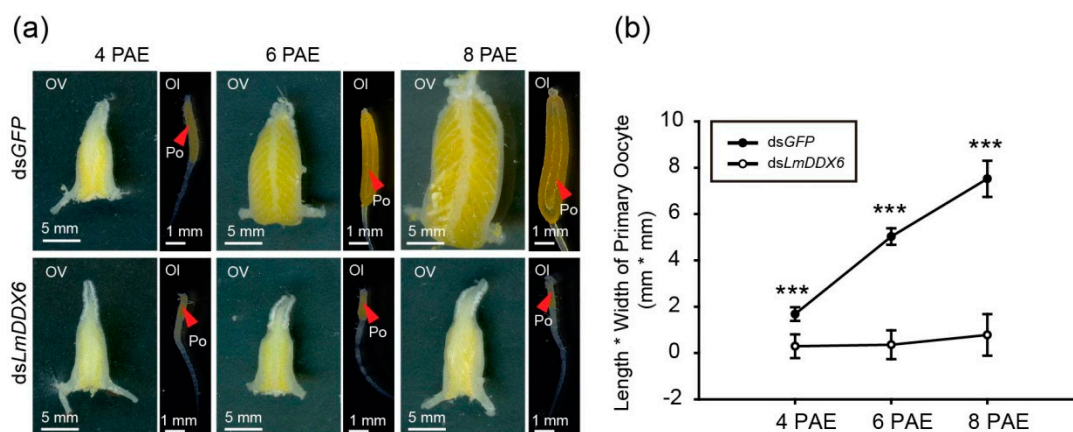 (a)
4 PAE 6 PAE 8 PAE
dsGFP
OV OI OV OI OV OI
Po Po Po
5 mm 1 mm 5 mm 1 mm 5 mm 1 mm
dsLmDDX6
OV OI OV OI OV OI
Po Po Po
5 mm 1 mm 5 mm 1 mm 5 mm 1 mm
(b)
Length * Width of Primary Oocyte
(mm * mm)
10
8
6
4
2
0
-2
dsGFP
dsLmDDX6
***
***
***
4 PAE 6 PAE 8 PAE